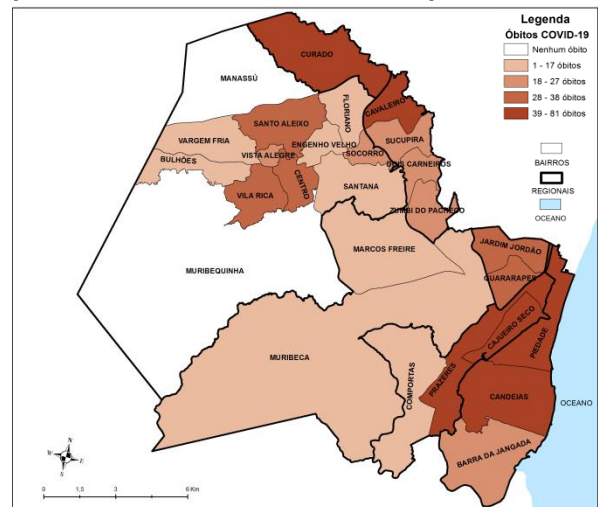 Legenda
Óbitos COVID-19
Nenhum óbito
1 - 17 óbitos
18 - 27 óbitos
28 - 38 óbitos
39 - 81 óbitos
BAIRROS
REGIONAIS
OCEANO
CURADO
MANASSÚ
CAVALEIRO
FLORIANO
SANTO ALEIXO
VARGEM FRIA
ENGENHO VELHO
SUCUPIRA
SOCORRO
BULHÕES
VISTA ALEGRE
DOIS CARNEIROS
VILA RICA
CENTRO
SANTANA
ZUMBI DO PACHECO
MARCOS FREIRE
JARDIM JORDÃO
MURIBEQUINHA
GUARARAPES
CAJUEIRO SECO
PIEDADE
MURIBECA
COMPORTAS
PRAZERES
CANDEIAS
OCEANO
BARRA DA JANGADA
N
W
E
S
0 1,5 3 6 Km